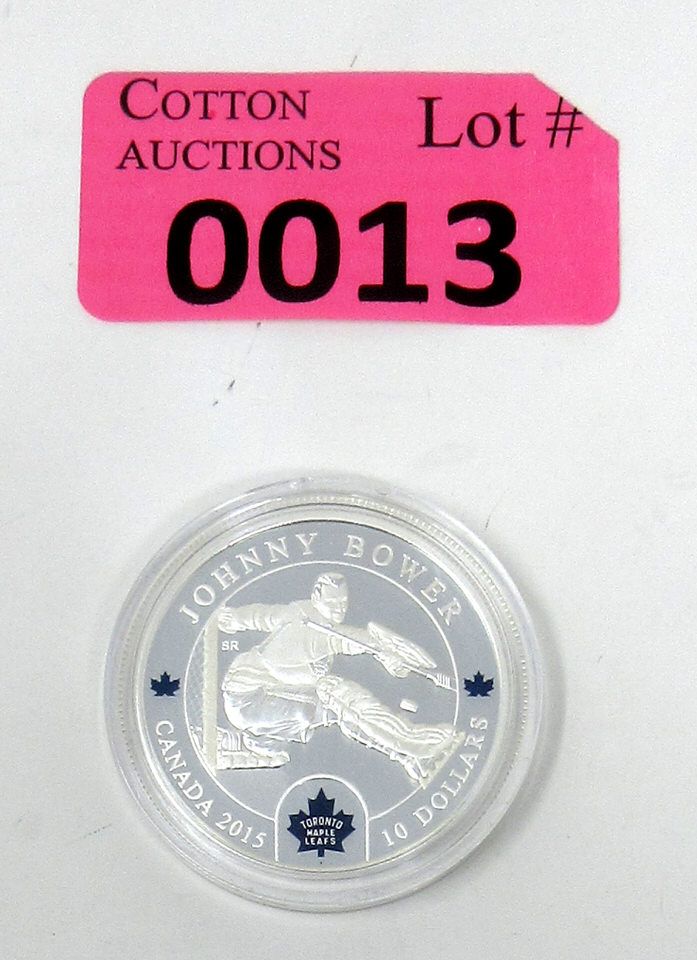 COTTON Lot #
AUCTIONS
0013
JOHNNY BOWER
SR
CANADA 2015
10 DOLLARS
TORONTO
MAPLE
LEAFS